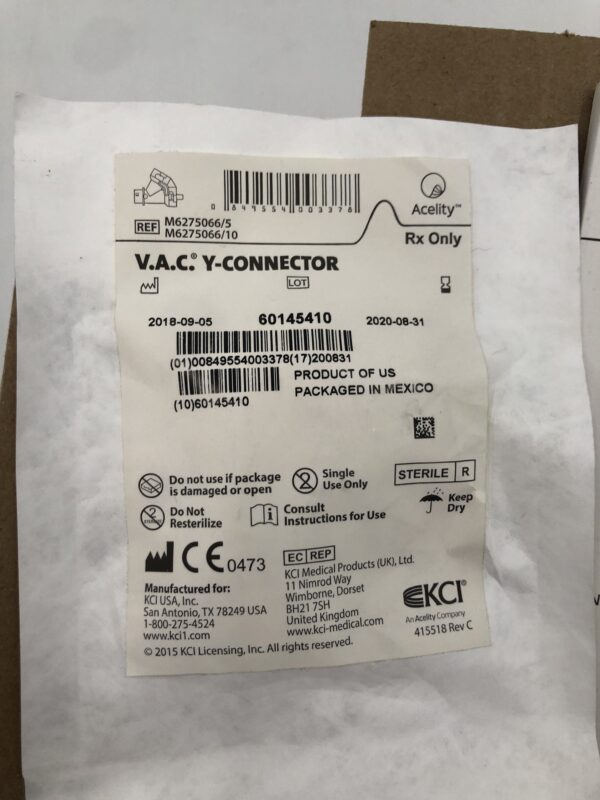 0 849554 003378
REF M6275066/5
M6275066/10
Acelity™
Rx Only
V.A.C.® Y-CONNECTOR
LOT
2018-09-05 60145410 2020-08-31
(01)00849554003378(17)200831
PRODUCT OF US
PACKAGED IN MEXICO
(10)60145410
Do not use if package
is damaged or open
2 Single
Use Only
STERILE R
Do Not
Resterilize
i Consult
Instructions for Use
Keep
Dry
CE 0473
EC REP
KCI Medical Products (UK), Ltd.
11 Nimrod Way
Wimborne, Dorset
BH21 7SH
United Kingdom
www.kci-medical.com
Manufactured for:
KCI USA, Inc.
San Antonio, TX 78249 USA
1-800-275-4524
www.kci1.com
KCI®
An Acelity Company
415518 Rev C
© 2015 KCI Licensing, Inc. All rights reserved.